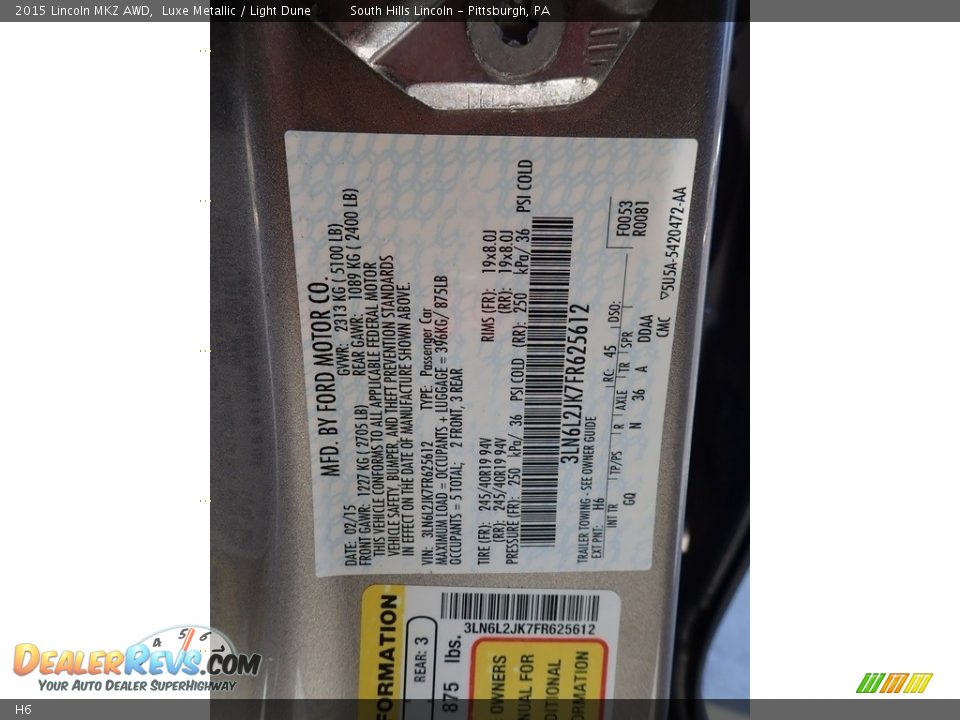 2015 Lincoln MKZ AWD, Luxe Metallic / Light Dune South Hills Lincoln - Pittsburgh, PA
MFD. BY FORD MOTOR CO.
DATE: 02/15 GVWR: 2313 KG ( 5100 LB)
FRONT GAWR: 1227 KG ( 2705 LB) REAR GAWR: 1089 KG ( 2400 LB)
THIS VEHICLE CONFORMS TO ALL APPLICABLE FEDERAL MOTOR
VEHICLE SAFETY, BUMPER, AND THEFT PREVENTION STANDARDS
IN EFFECT ON THE DATE OF MANUFACTURE SHOWN ABOVE.
VIN: 3LN6L2JK7FR625612 TYPE: Passenger Car
MAXIMUM LOAD = OCCUPANTS + LUGGAGE = 396KG/ 875LB
OCCUPANTS = 5 TOTAL; 2 FRONT, 3 REAR
TIRE (FR): 245/40R19 94V RIMS (FR): 19x8.0J
(RR): 245/40R19 94V (RR): 19x8.0J
PRESSURE (FR): 250 kPa/ 36 PSI COLD (RR): 250 kPa/ 36 PSI COLD
3LN6L2JK7FR625612
TRAILER TOWING - SEE OWNER GUIDE
EXT PNT: H6 RC: 45 DSO:
F0053
R0081
INT TR TP/PS R AXLE TR SPR
GQ N 36 A DDAA
CMC ▽5U5A-5420472-AA
FORMATION
REAR: 3
875 lbs.
3LN6L2JK7FR625612
OWNERS
NUAL FOR
DITIONAL
ORMATION
4 5 6
DEALERREVS.COM
YOUR AUTO DEALER SUPERHIGHWAY
H6